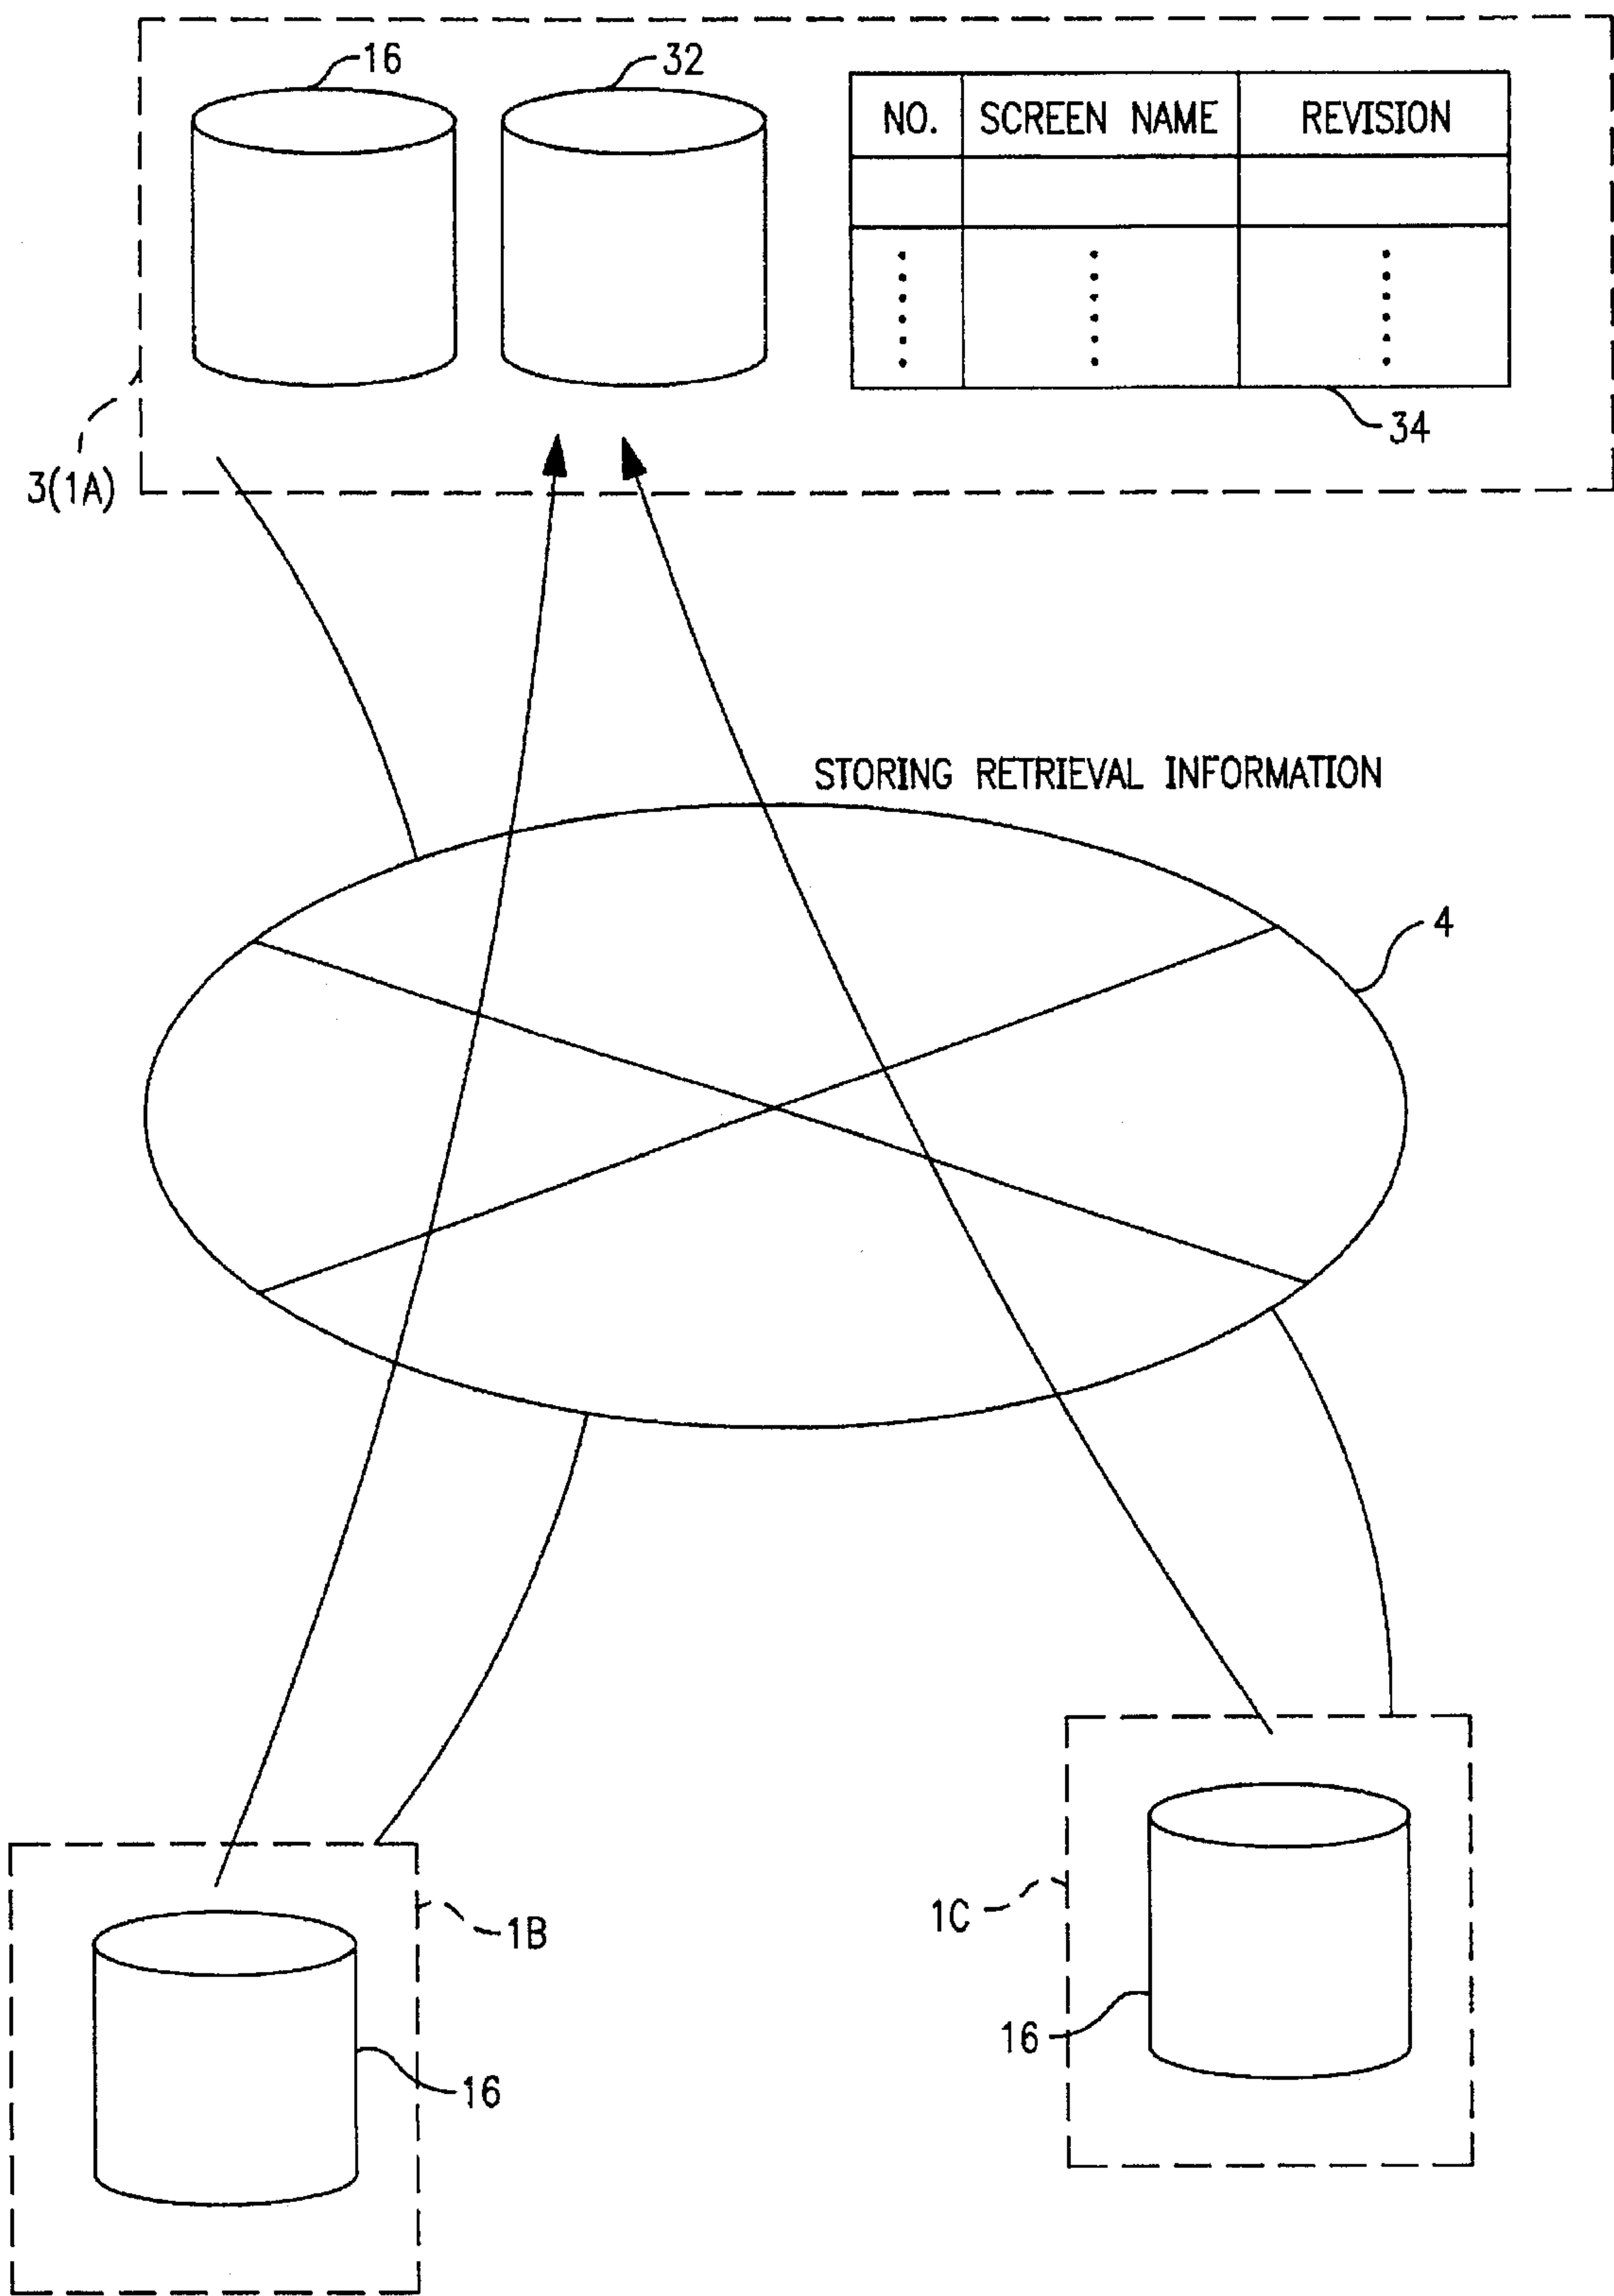 16
32
NO. SCREEN NAME REVISION
34
3(1A)
STORING RETRIEVAL INFORMATION
4
1B
1C
16
16